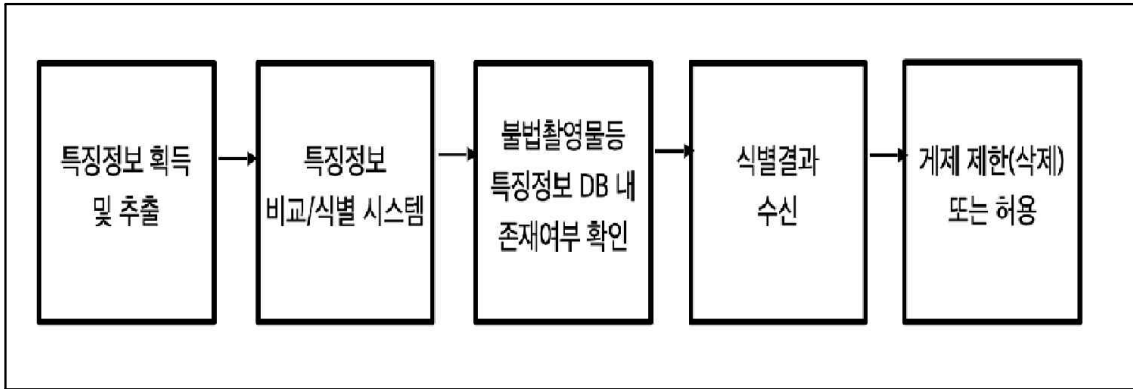 특징정보 획득
및 추출
특징정보
비교/식별 시스템
불법촬영물등
특징정보 DB 내
존재여부 확인
식별결과
수신
게제 제한(삭제)
또는 허용